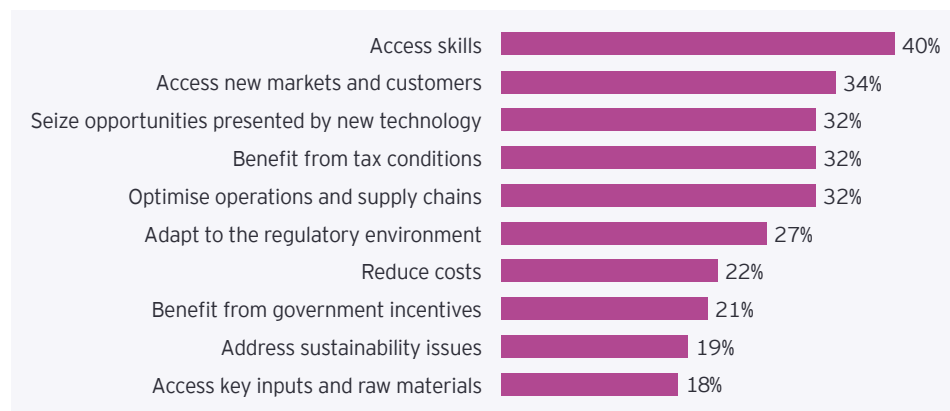 Access skills 40%
Access new markets and customers 34%
Seize opportunities presented by new technology 32%
Benefit from tax conditions 32%
Optimise operations and supply chains 32%
Adapt to the regulatory environment 27%
Reduce costs 22%
Benefit from government incentives 21%
Address sustainability issues 19%
Access key inputs and raw materials 18%